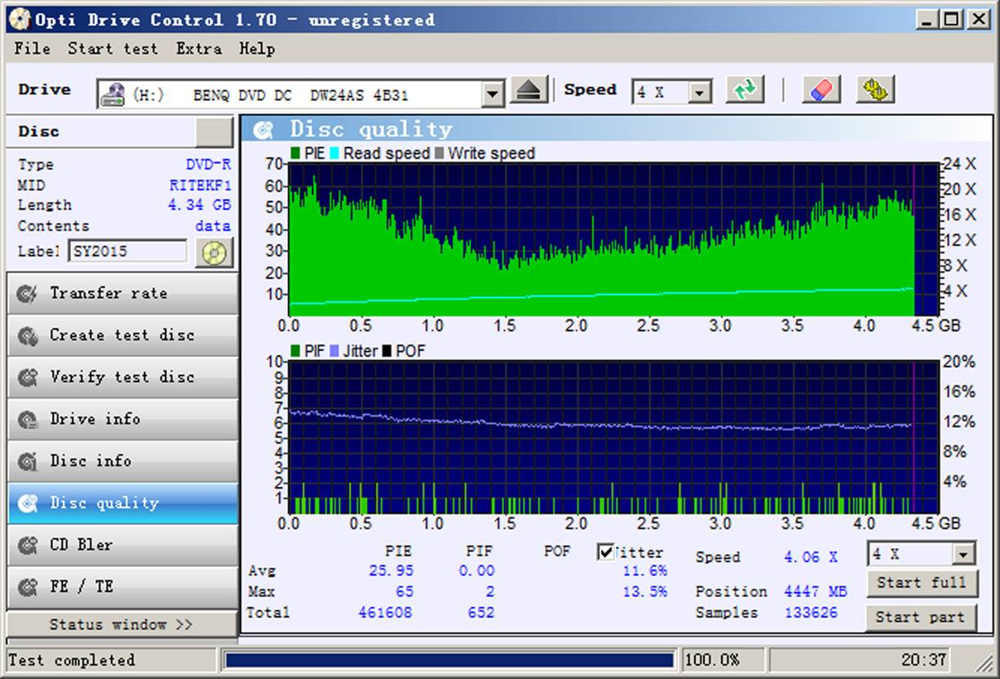 Opti Drive Control 1.70 - unregistered
File Start test Extra Help
Drive (H:) BENQ DVD DC DW24AS 4B31 Speed 4 X
Disc
Type DVD-R
MID RITEKF1
Length 4.34 GB
Contents data
Label SY2015
Transfer rate
Create test disc
Verify test disc
Drive info
Disc info
Disc quality
CD Bler
FE / TE
Status window >>
Disc quality
PIE Read speed Write speed
70 24 X
60 20 X
50 16 X
40
30 12 X
20 8 X
10 4 X
0.0 0.5 1.0 1.5 2.0 2.5 3.0 3.5 4.0 4.5 GB
PIF Jitter POF
10 20%
9
8 16%
7
6 12%
5
4 8%
3
2 4%
1
0.0 0.5 1.0 1.5 2.0 2.5 3.0 3.5 4.0 4.5 GB
PIE PIF POF Jitter
Avg 25.95 0.00 11.6%
Max 65 2 13.5%
Total 461608 652
Speed 4.06 X
Position 4447 MB
Samples 133626
4 X
Start full
Start part
Test completed 100.0% 20:37